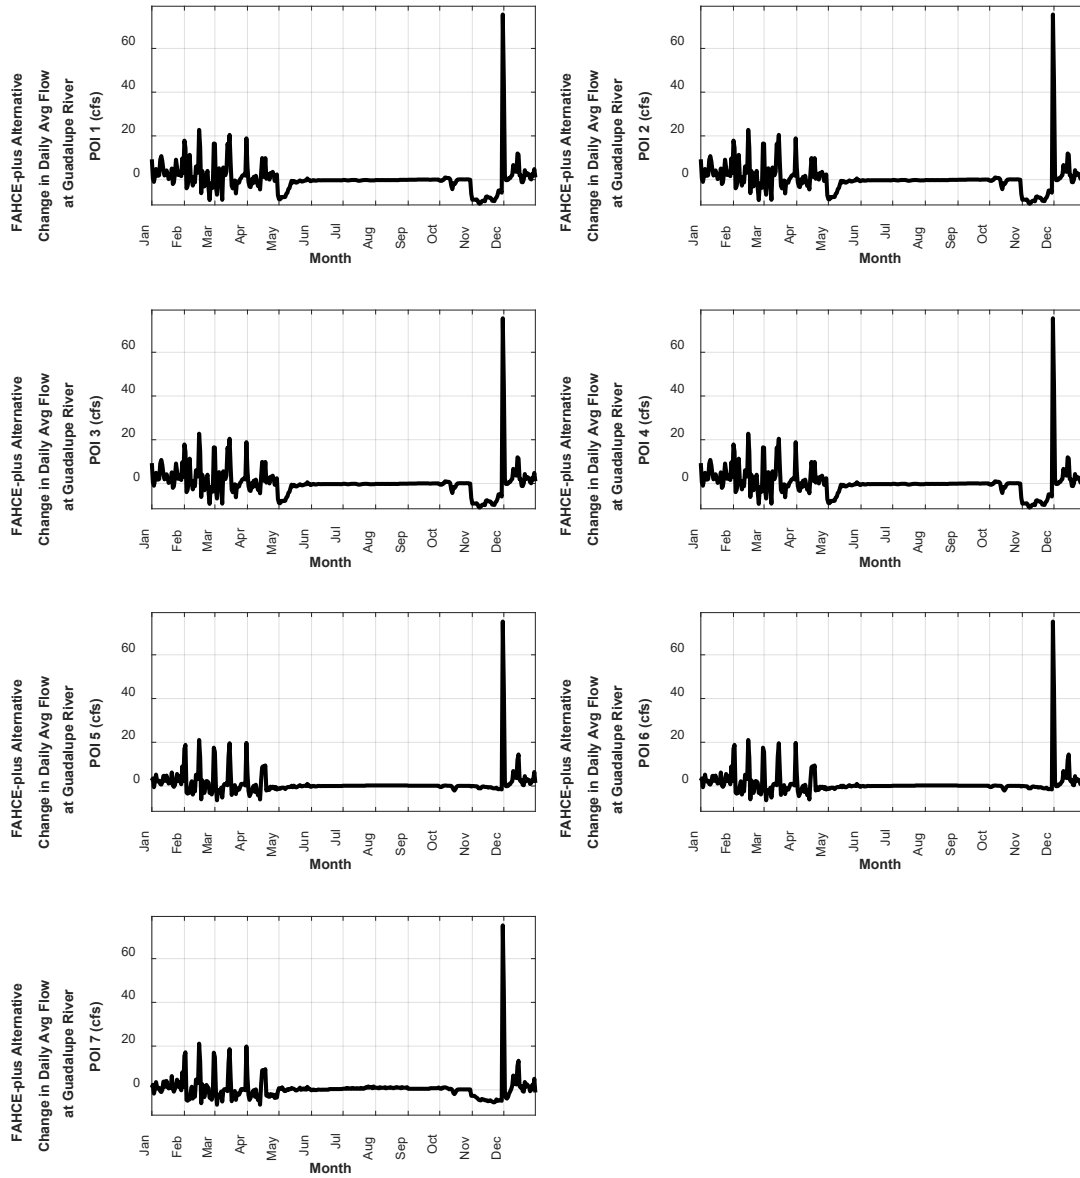 FAHCE-plus Alternative
Change in Daily Avg Flow
at Guadalupe River
POI 1 (cfs)
60
40
20
0
Jan
Feb
Mar
Apr
May
Jun
Jul
Aug
Sep
Oct
Nov
Dec
Month
FAHCE-plus Alternative
Change in Daily Avg Flow
at Guadalupe River
POI 2 (cfs)
60
40
20
0
Jan
Feb
Mar
Apr
May
Jun
Jul
Aug
Sep
Oct
Nov
Dec
Month
FAHCE-plus Alternative
Change in Daily Avg Flow
at Guadalupe River
POI 3 (cfs)
60
40
20
0
Jan
Feb
Mar
Apr
May
Jun
Jul
Aug
Sep
Oct
Nov
Dec
Month
FAHCE-plus Alternative
Change in Daily Avg Flow
at Guadalupe River
POI 4 (cfs)
60
40
20
0
Jan
Feb
Mar
Apr
May
Jun
Jul
Aug
Sep
Oct
Nov
Dec
Month
FAHCE-plus Alternative
Change in Daily Avg Flow
at Guadalupe River
POI 5 (cfs)
60
40
20
0
Jan
Feb
Mar
Apr
May
Jun
Jul
Aug
Sep
Oct
Nov
Dec
Month
FAHCE-plus Alternative
Change in Daily Avg Flow
at Guadalupe River
POI 6 (cfs)
60
40
20
0
Jan
Feb
Mar
Apr
May
Jun
Jul
Aug
Sep
Oct
Nov
Dec
Month
FAHCE-plus Alternative
Change in Daily Avg Flow
at Guadalupe River
POI 7 (cfs)
60
40
20
0
Jan
Feb
Mar
Apr
May
Jun
Jul
Aug
Sep
Oct
Nov
Dec
Month